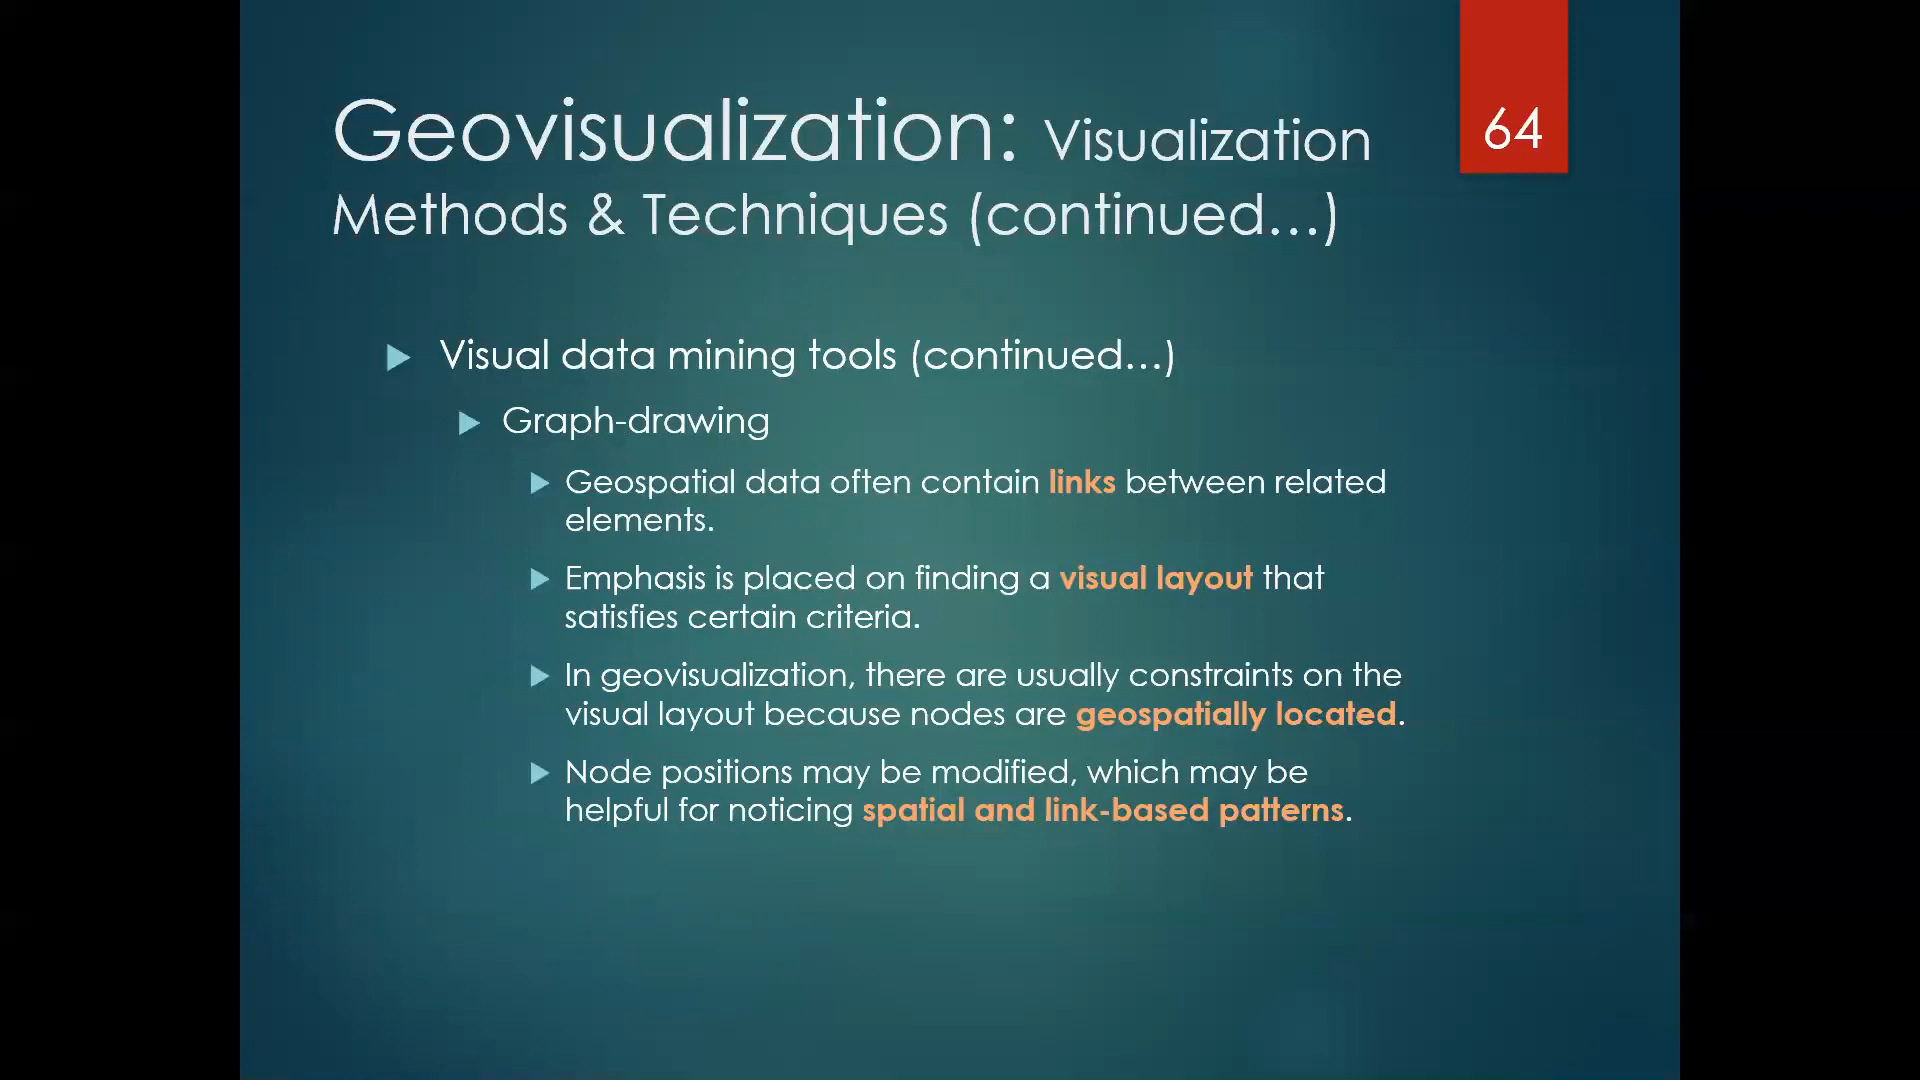 Geovisualization: Visualization
Methods & Techniques (continued...)
64
Visual data mining tools (continued...)
Graph-drawing
Geospatial data often contain links between related
elements.
Emphasis is placed on finding a visual layout that
satisfies certain criteria.
In geovisualization, there are usually constraints on the
visual layout because nodes are geospatially located.
Node positions may be modified, which may be
helpful for noticing spatial and link-based patterns.